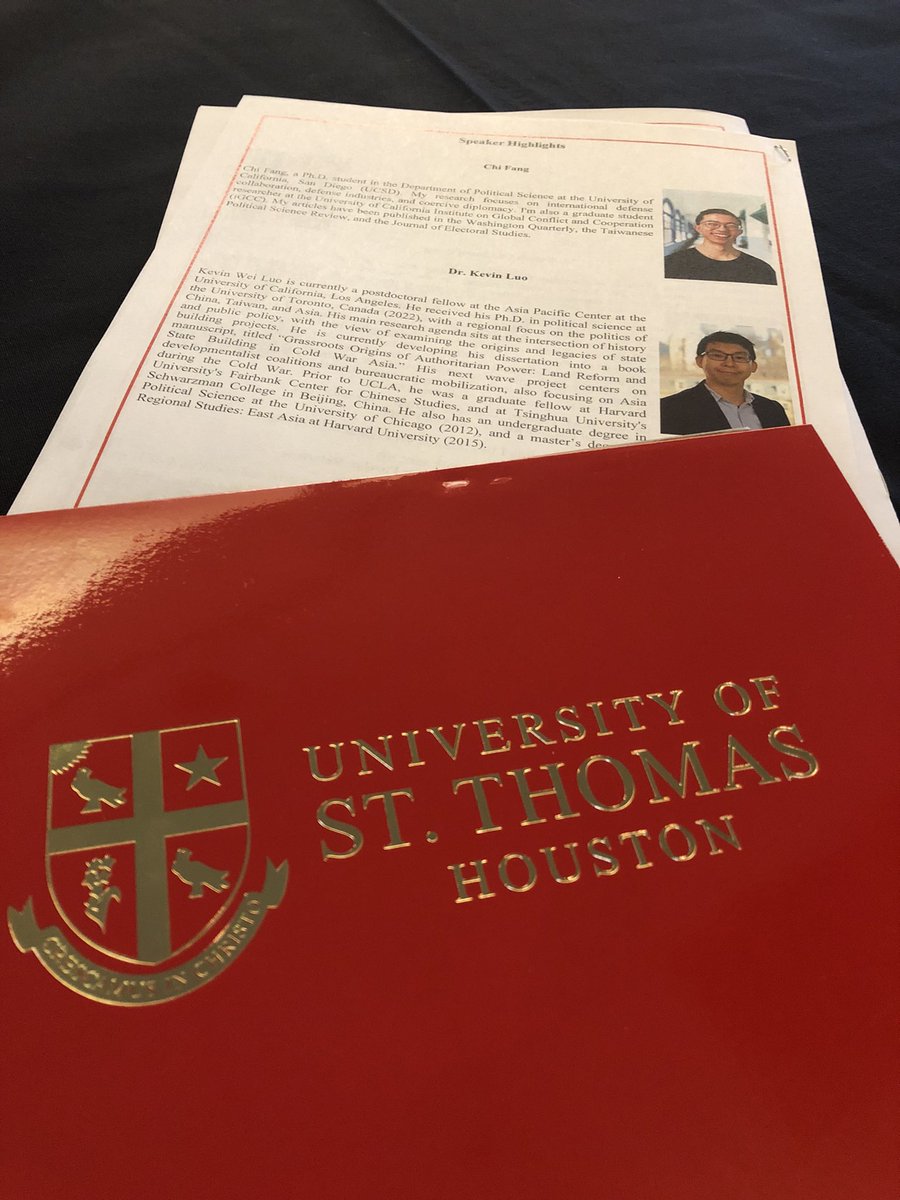 Speaker Highlights
Chi Fang
Chi Fang, a Ph.D. student in the Department of Political Science at the University of
California, San Diego (UCSD). My research focuses on international defense
collaboration, defense industries, and coercive diplomacy. I'm also a graduate student
researcher at the University of California Institute on Global Conflict and Cooperation
(IGCC). My articles have been published in the Washington Quarterly, the Taiwanese
Political Science Review, and the Journal of Electoral Studies.
Dr. Kevin Luo
Kevin Wei Luo is currently a postdoctoral fellow at the Asia Pacific Center at the
University of California, Los Angeles. He received his Ph.D. in political science at
the University of Toronto, Canada (2022), with a regional focus on the politics of
China, Taiwan, and Asia. His main research agenda sits at the intersection of history
and public policy, with the view of examining the origins and legacies of state
building projects. He is currently developing his dissertation into a book
manuscript, titled "Grassroots Origins of Authoritarian Power: Land Reform and
State Building in Cold War Asia." His next wave project centers on
developmentalist coalitions and bureaucratic mobilization, also focusing on Asia
during the Cold War. Prior to UCLA, he was a graduate fellow at Harvard
University's Fairbank Center for Chinese Studies, and at Tsinghua University's
Schwarzman College in Beijing, China. He also has an undergraduate degree in
Political Science at the University of Chicago (2012), and a master's
Regional Studies: East Asia at Harvard University (2015).
UNIVERSITY OF
ST. THOMAS
HOUSTON
CRESCAMUS IN CHRISTO